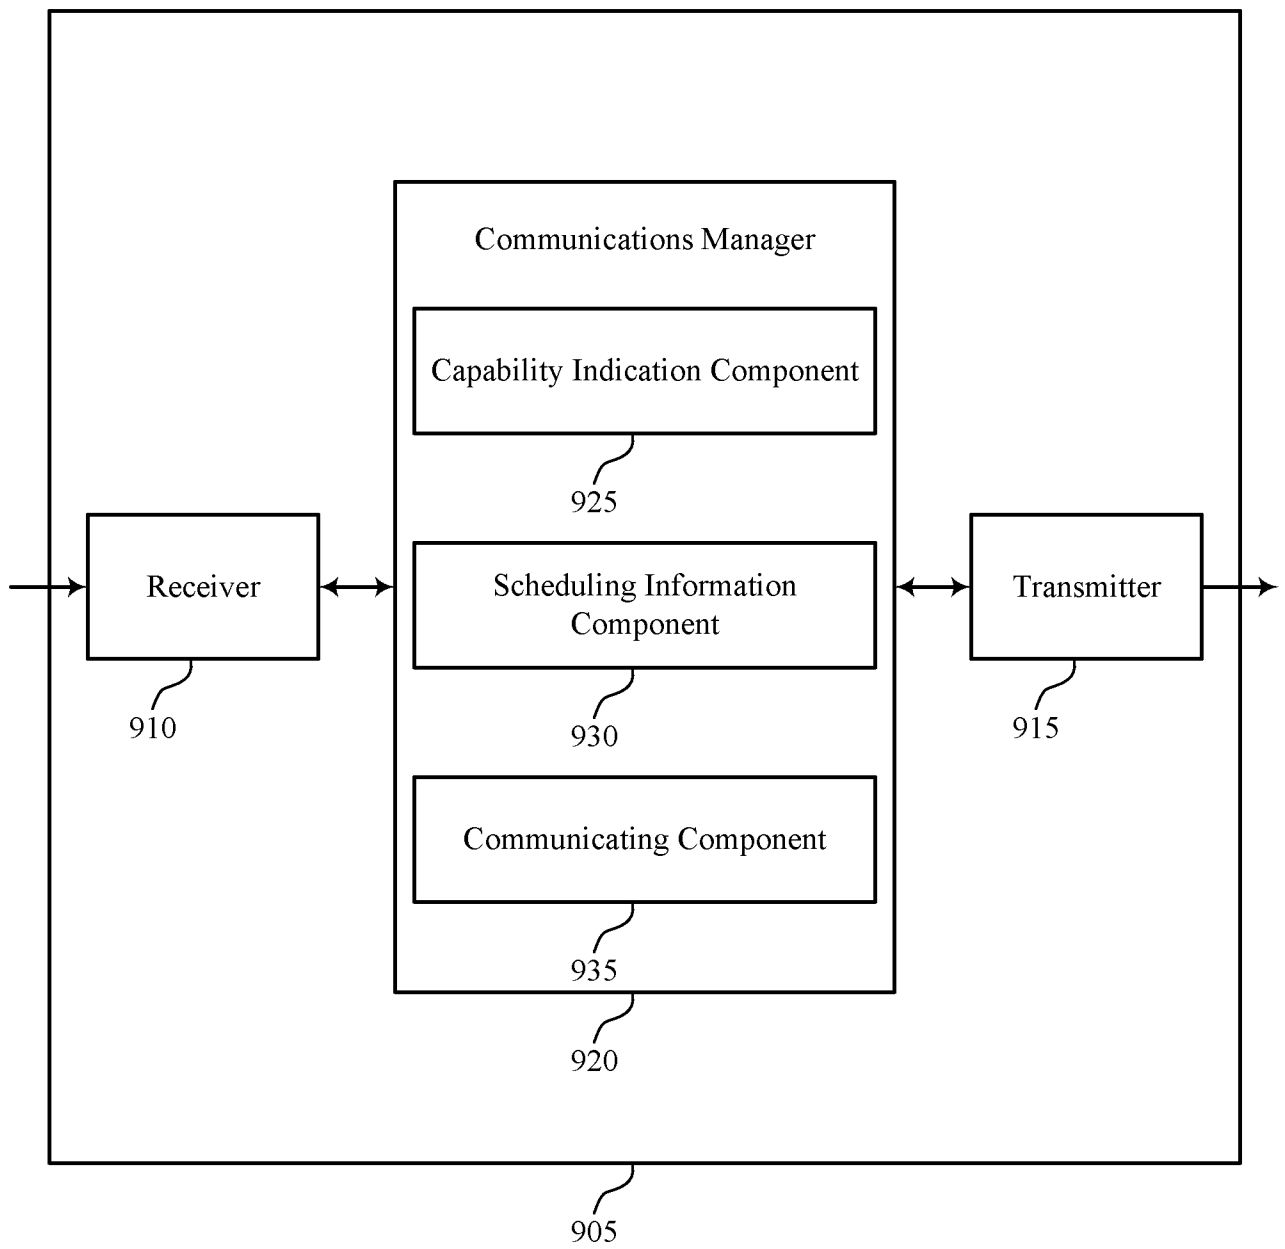 Communications Manager
Capability Indication Component
925
Receiver
Scheduling Information
Component
Transmitter
910
930
915
Communicating Component
935
920
905